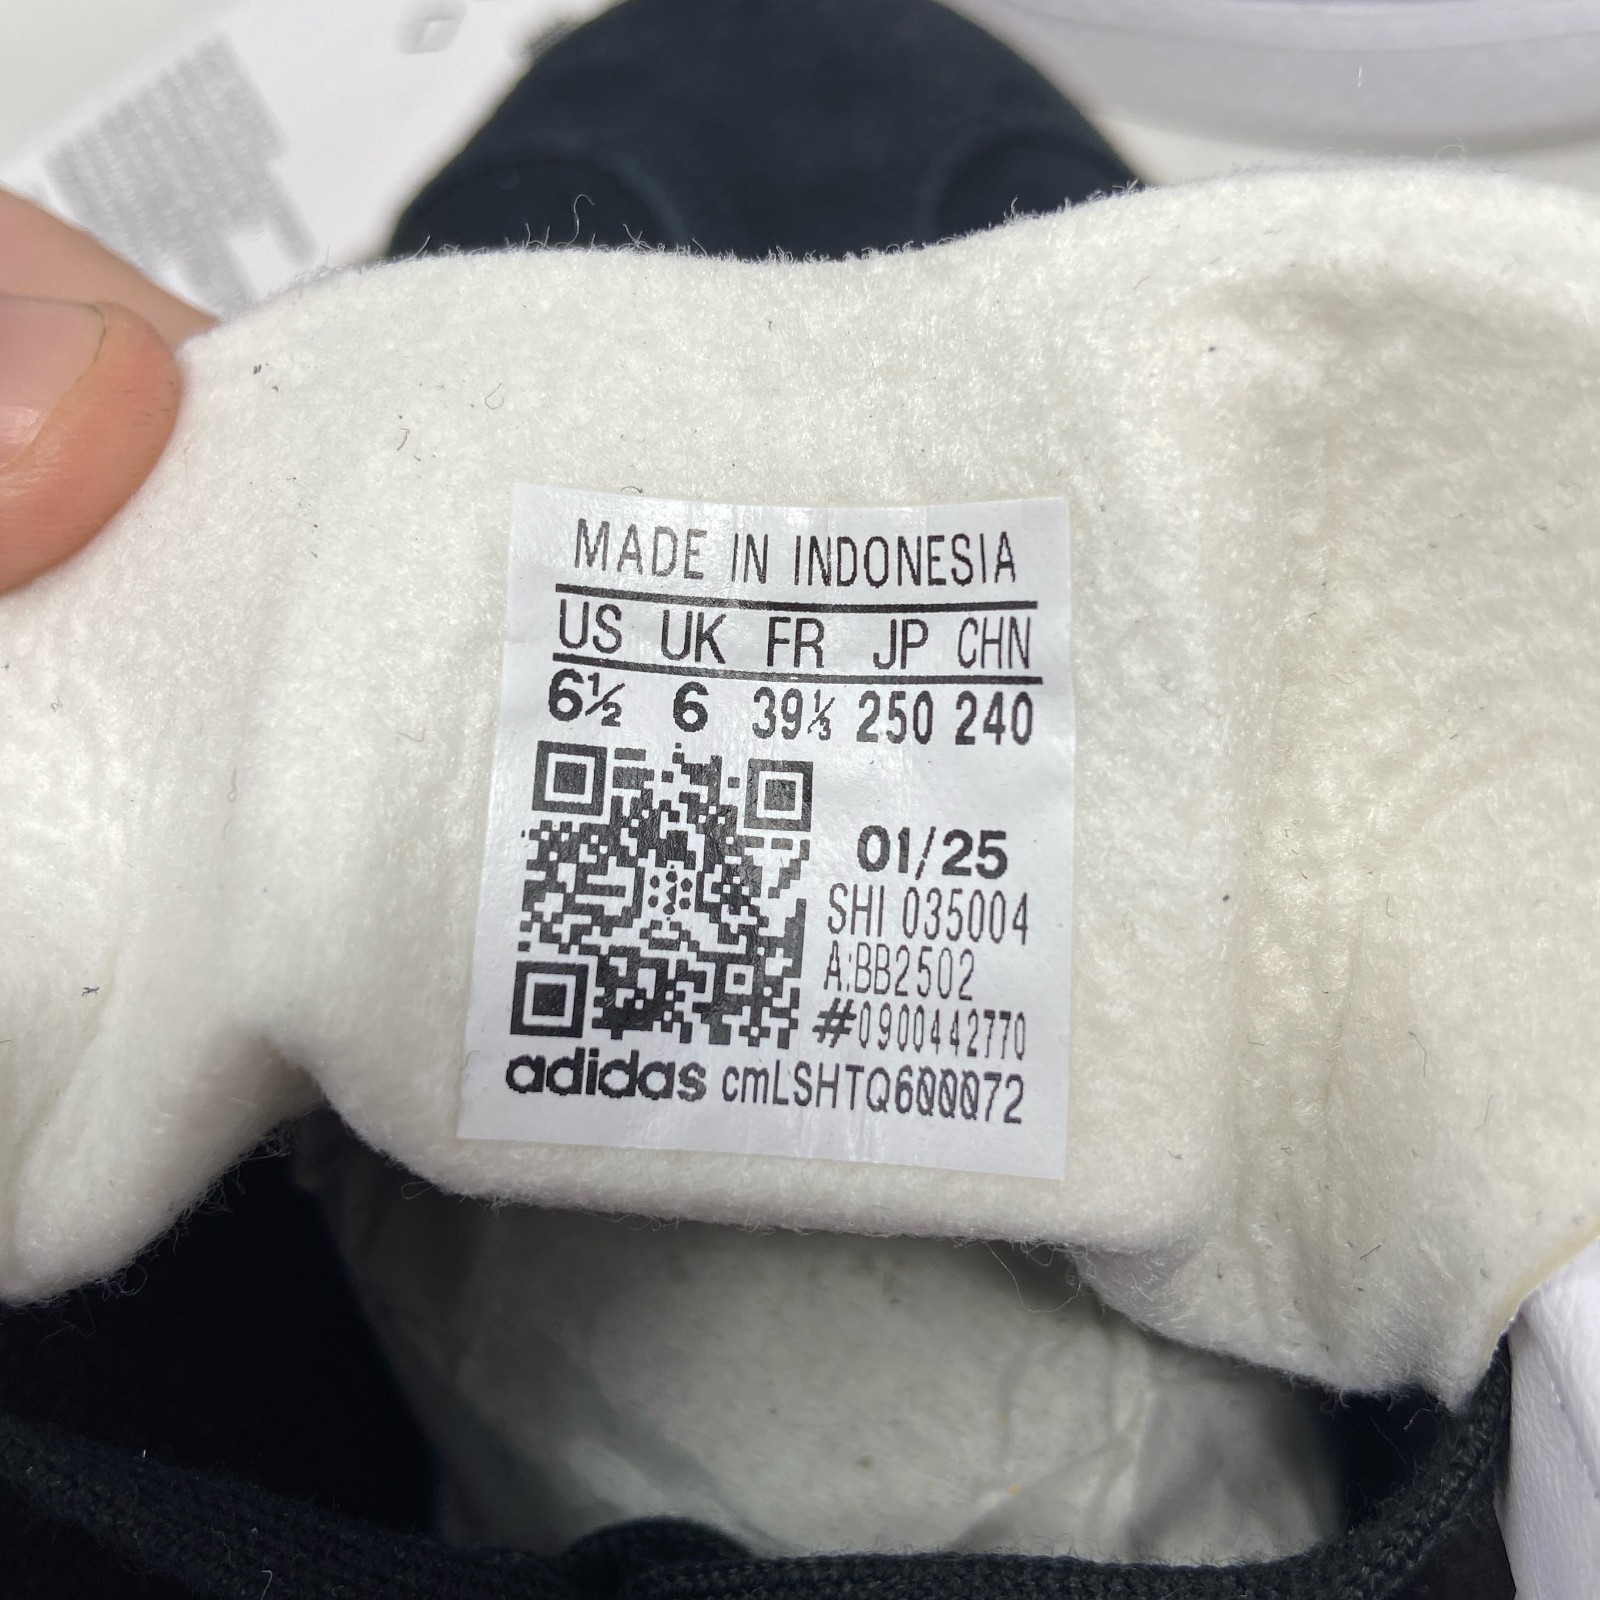 MADE IN INDONESIA
US UK FR JP CHN
6½ 6 39⅓ 250 240
01/25
SHI 035004
A:BB2502
#0900442770
adidas cmLSHTQ600072